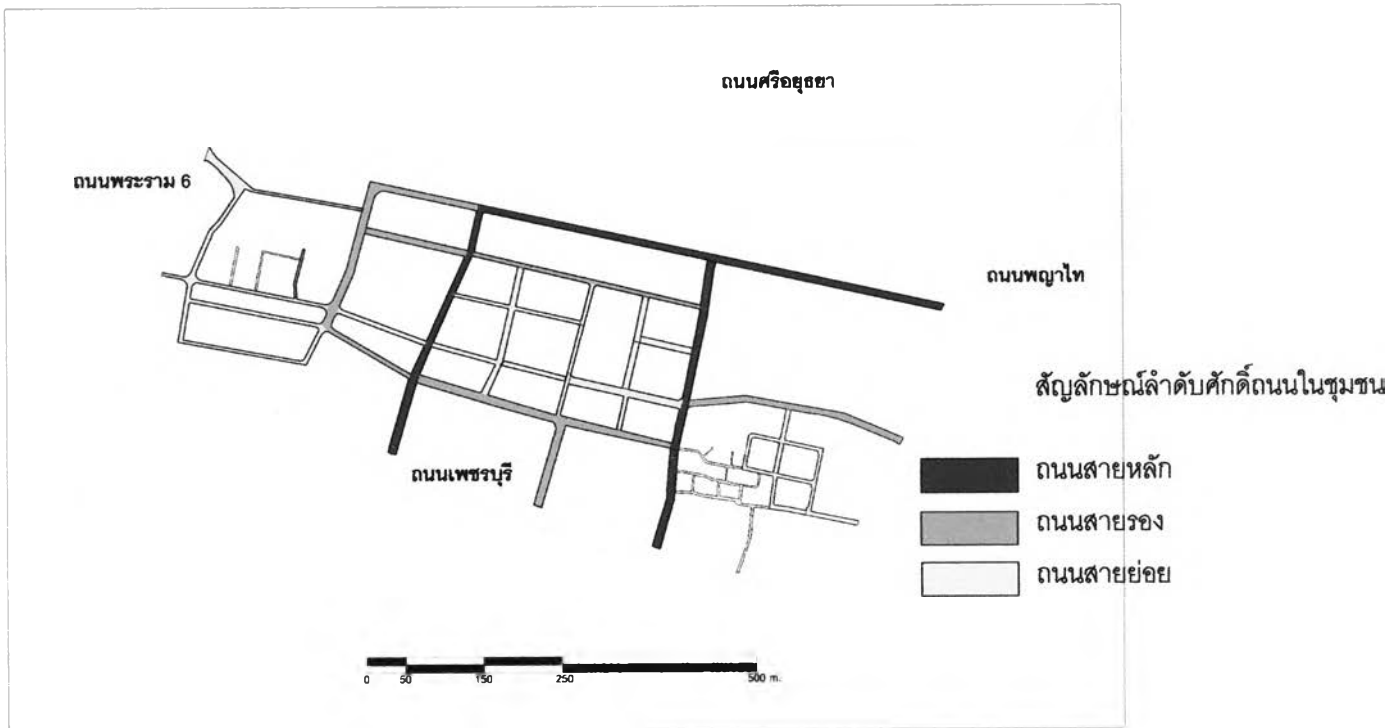 ถนนศรีอยุธยา
ถนนพระราม 6
ถนนพญาไท
สัญลักษณ์ลำดับศักดิ์ถนนในชุมชน
ถนนสายหลัก
ถนนเพชรบุรี
ถนนสายรอง
ถนนสายย่อย
0 50 150 250 500 m.